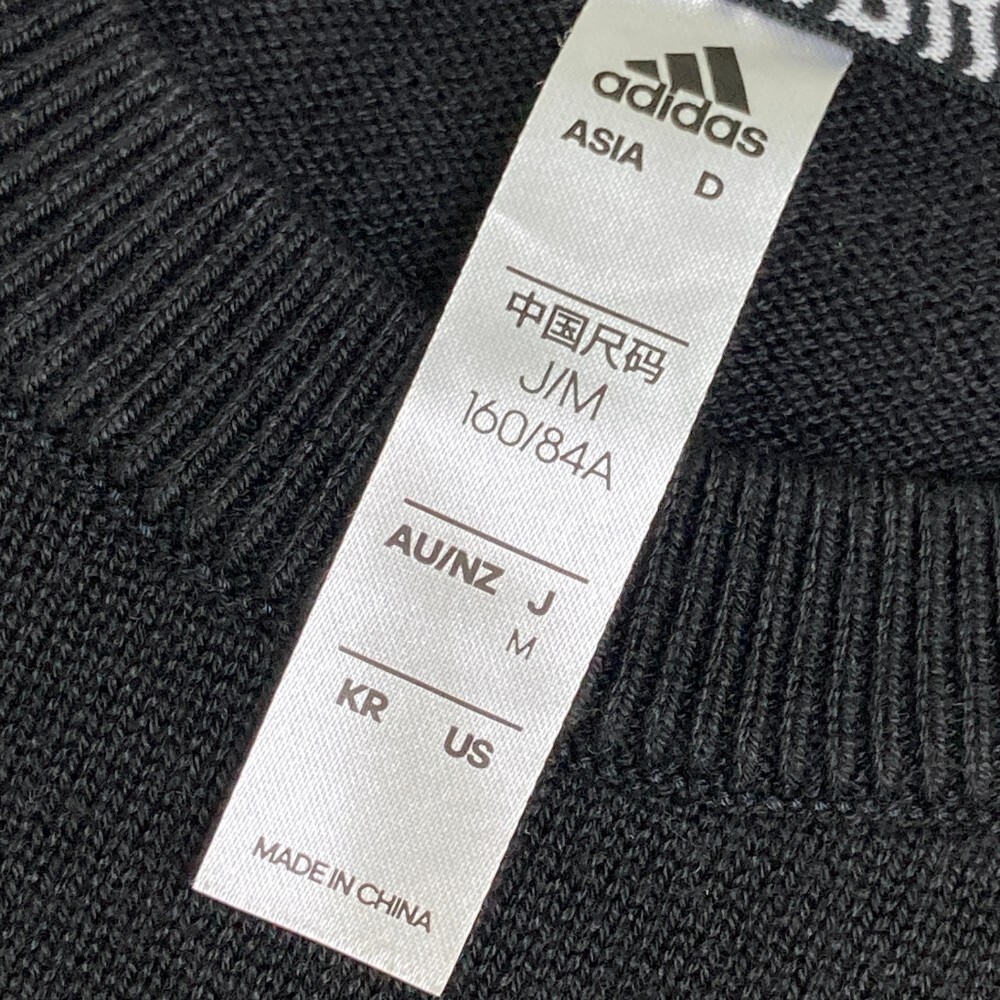 adidas
ASIA D
中国尺码
J/M
160/84A
AU/NZ J
M
KR US
MADE IN CHINA